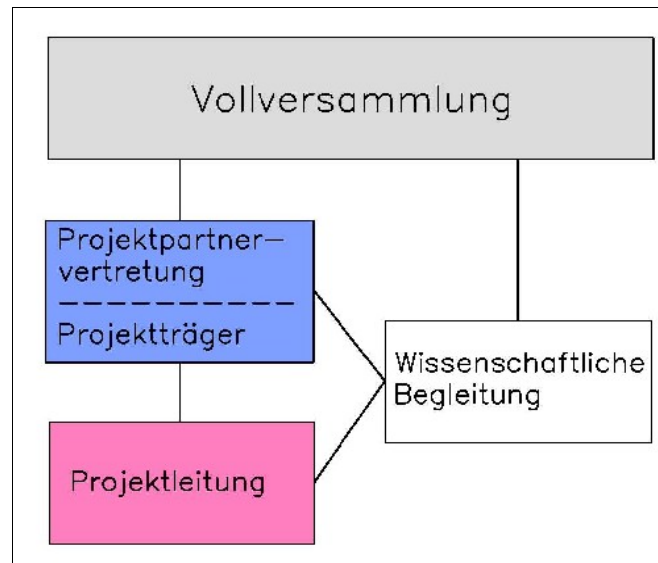 Vollversammlung
Projektpartner-
vertretung
Projektträger
Wissenschaftliche
Begleitung
Projektleitung